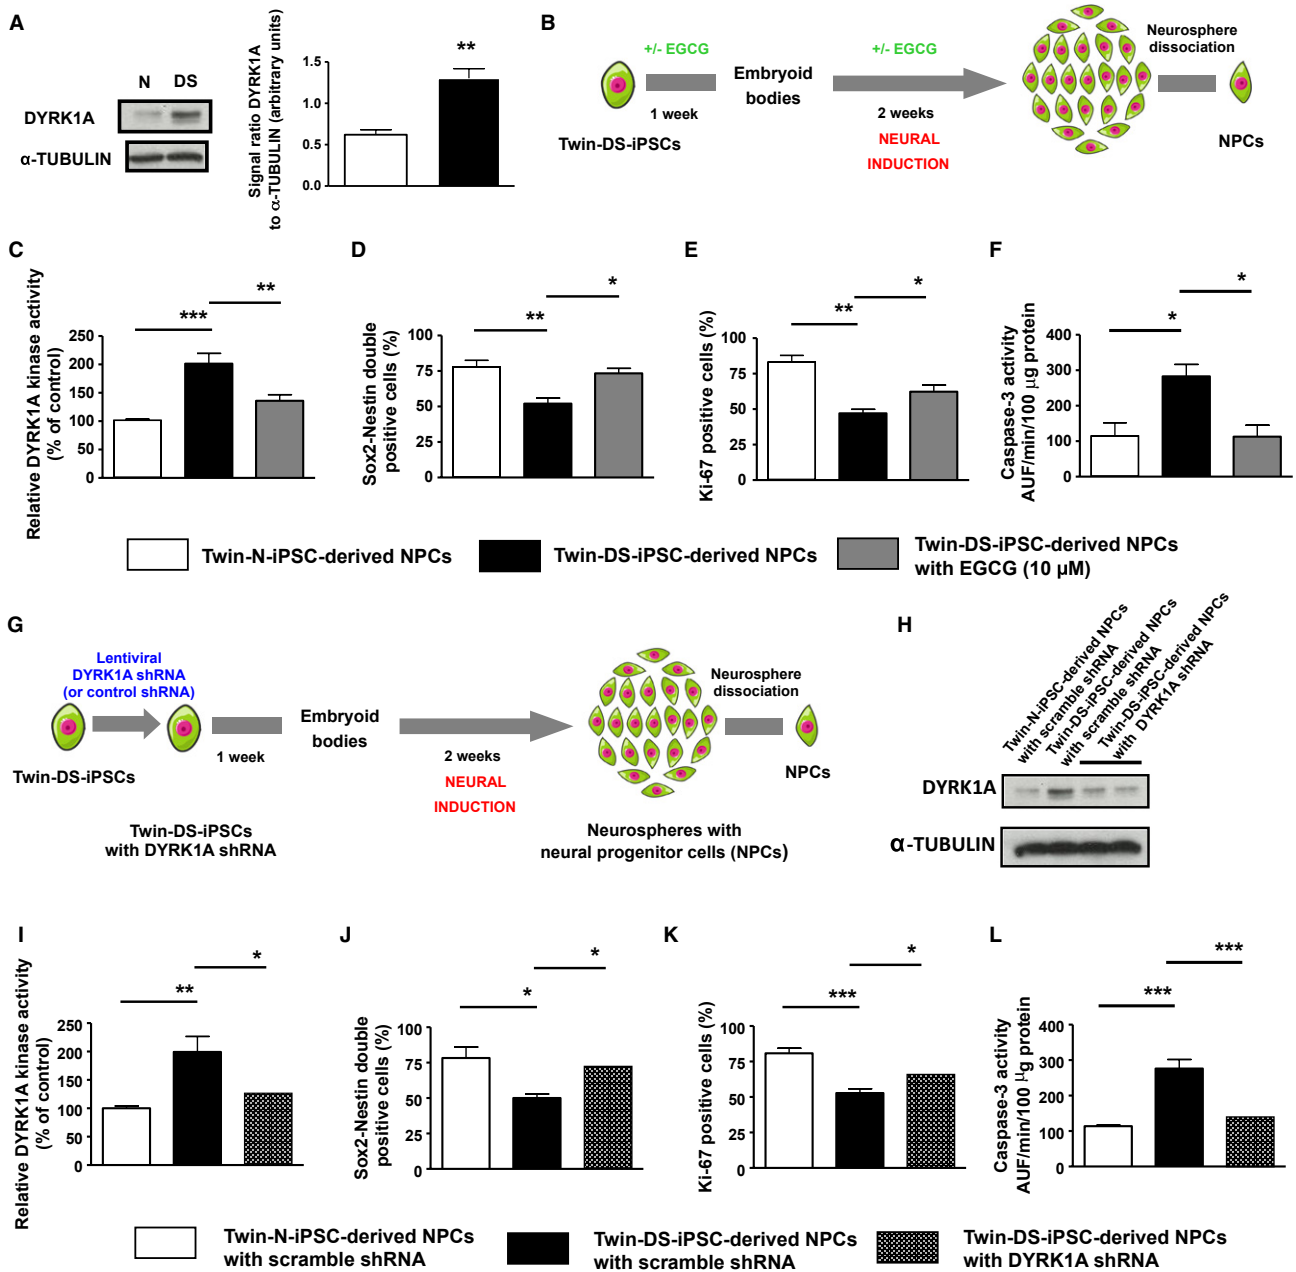 A
N DS
DYRK1A
α-TUBULIN
Signal ratio DYRK1A
to α-TUBULIN (arbitrary units)
1.5
1.0
0.5
0.0
**
B
+/- EGCG
1 week
Twin-DS-iPSCs
Embryoid
bodies
+/- EGCG
2 weeks
NEURAL
INDUCTION
Neurosphere
dissociation
NPCs
C
Relative DYRK1A kinase activity
(% of control)
250
200
150
100
50
0
***
**
D
Sox2-Nestin double
positive cells (%)
100
75
50
25
0
**
*
E
Ki-67 positive cells (%)
100
75
50
25
0
**
*
F
Caspase-3 activity
AUF/min/100 µg protein
400
300
200
100
0
*
*
Twin-N-iPSC-derived NPCs
Twin-DS-iPSC-derived NPCs
Twin-DS-iPSC-derived NPCs
with EGCG (10 µM)
G
Lentiviral
DYRK1A shRNA
(or control shRNA)
Twin-DS-iPSCs
1 week
Twin-DS-iPSCs
with DYRK1A shRNA
Embryoid
bodies
2 weeks
NEURAL
INDUCTION
Neurosphere
dissociation
NPCs
Neurospheres with
neural progenitor cells (NPCs)
H
Twin-N-iPSC-derived NPCs
with scramble shRNA
Twin-DS-iPSC-derived NPCs
with scramble shRNA
Twin-DS-iPSC-derived NPCs
with DYRK1A shRNA
DYRK1A
α-TUBULIN
I
Relative DYRK1A kinase activity
(% of control)
250
200
150
100
50
0
**
*
J
Sox2-Nestin double
positive cells (%)
100
75
50
25
0
*
*
K
Ki-67 positive cells (%)
100
75
50
25
0
***
*
L
Caspase-3 activity
AUF/min/100 µg protein
400
300
200
100
0
***
***
Twin-N-iPSC-derived NPCs
with scramble shRNA
Twin-DS-iPSC-derived NPCs
with scramble shRNA
Twin-DS-iPSC-derived NPCs
with DYRK1A shRNA